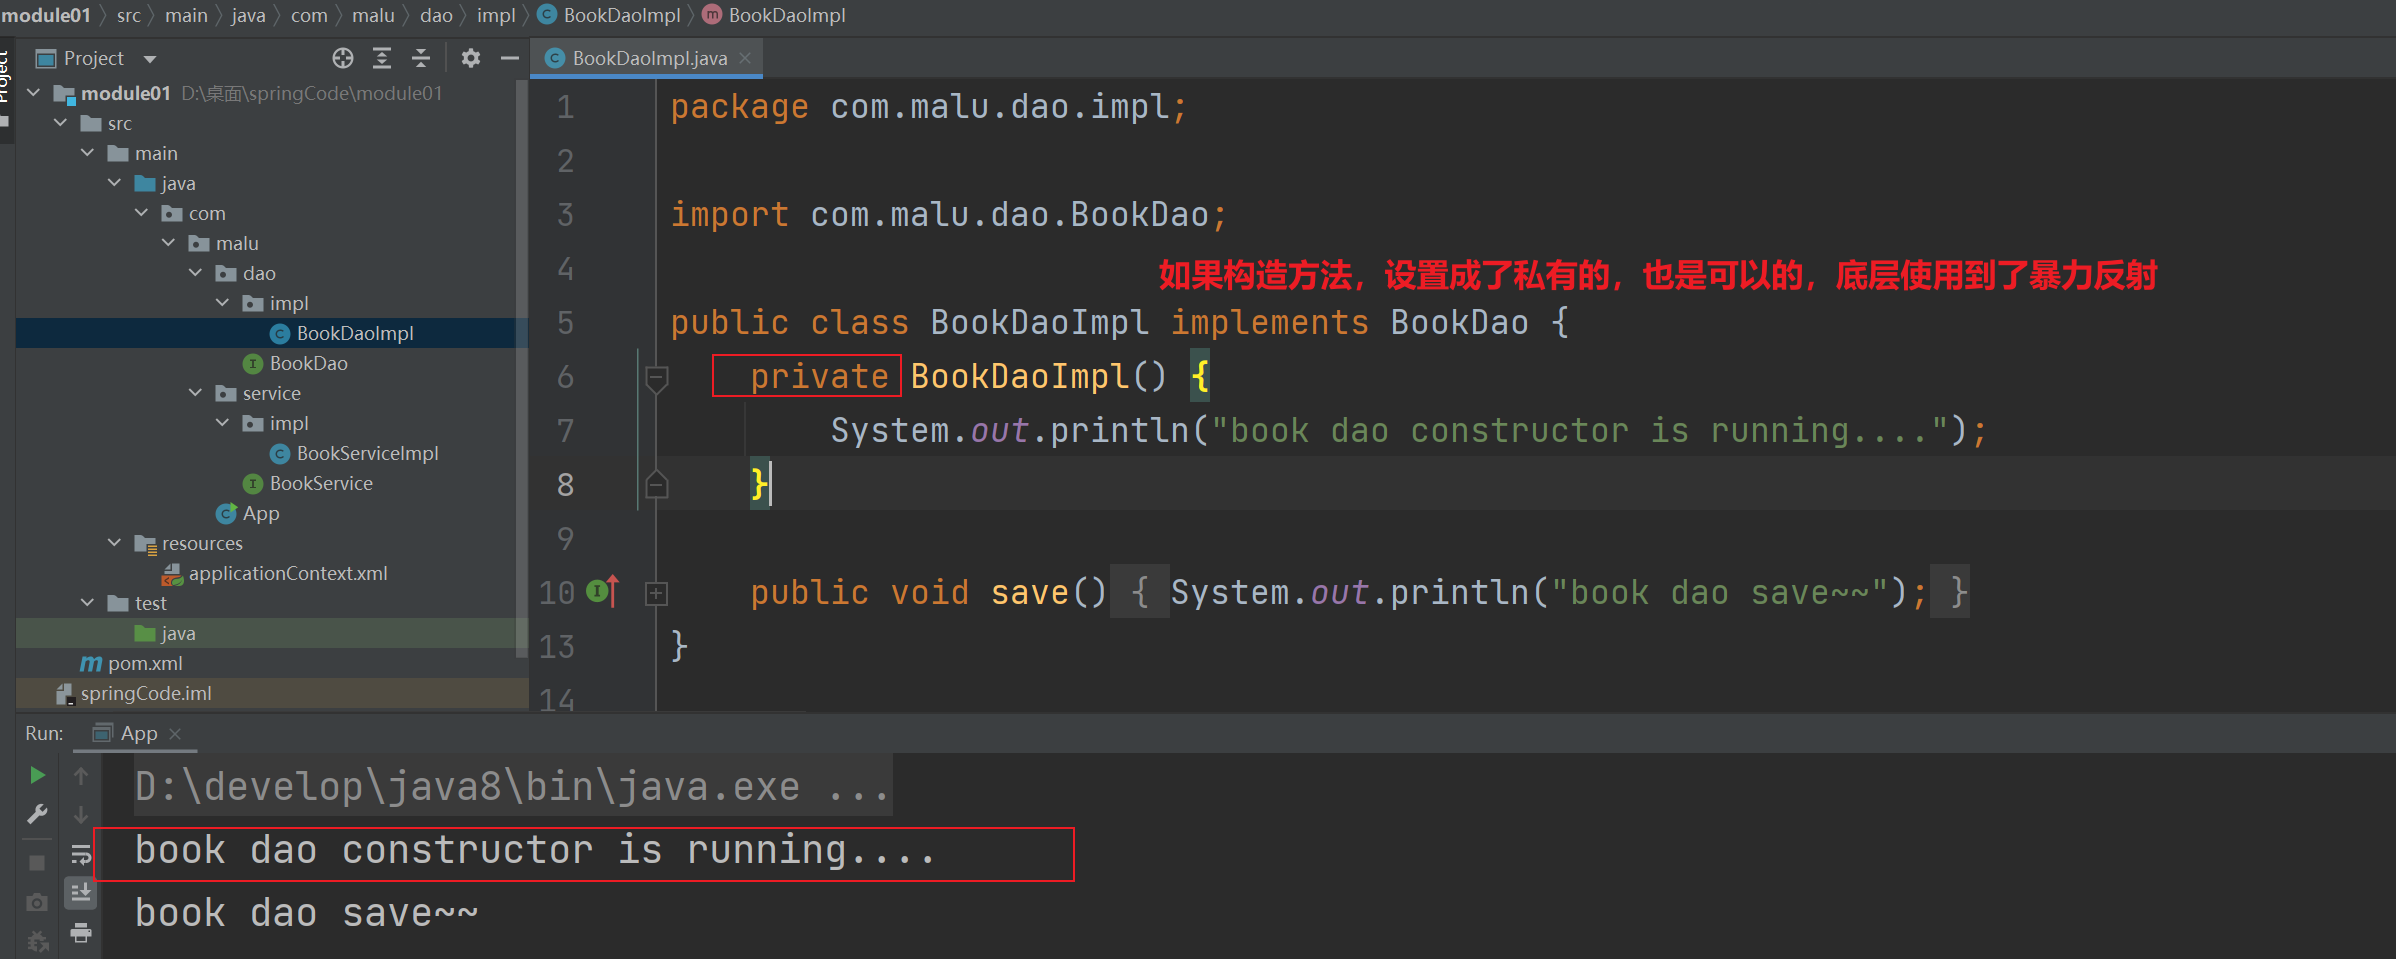 module01 src main java com malu dao impl BookDaoImpl BookDaoImpl
Project
Project
module01 D:\桌面\springCode\module01
src
main
java
com
malu
dao
impl
BookDaoImpl
BookDao
service
impl
BookServiceImpl
BookService
App
resources
applicationContext.xml
test
java
pom.xml
springCode.iml
BookDaoImpl.java
1 package com.malu.dao.impl;
2
3 import com.malu.dao.BookDao;
4
如果构造方法，设置成了私有的，也是可以的，底层使用到了暴力反射
5 public class BookDaoImpl implements BookDao {
6 private BookDaoImpl() {
7 System.out.println("book dao constructor is running....");
8 }
9
10 public void save() { System.out.println("book dao save~~"); }
13 }
14
Run: App
D:\develop\java8\bin\java.exe ...
book dao constructor is running....
book dao save~~